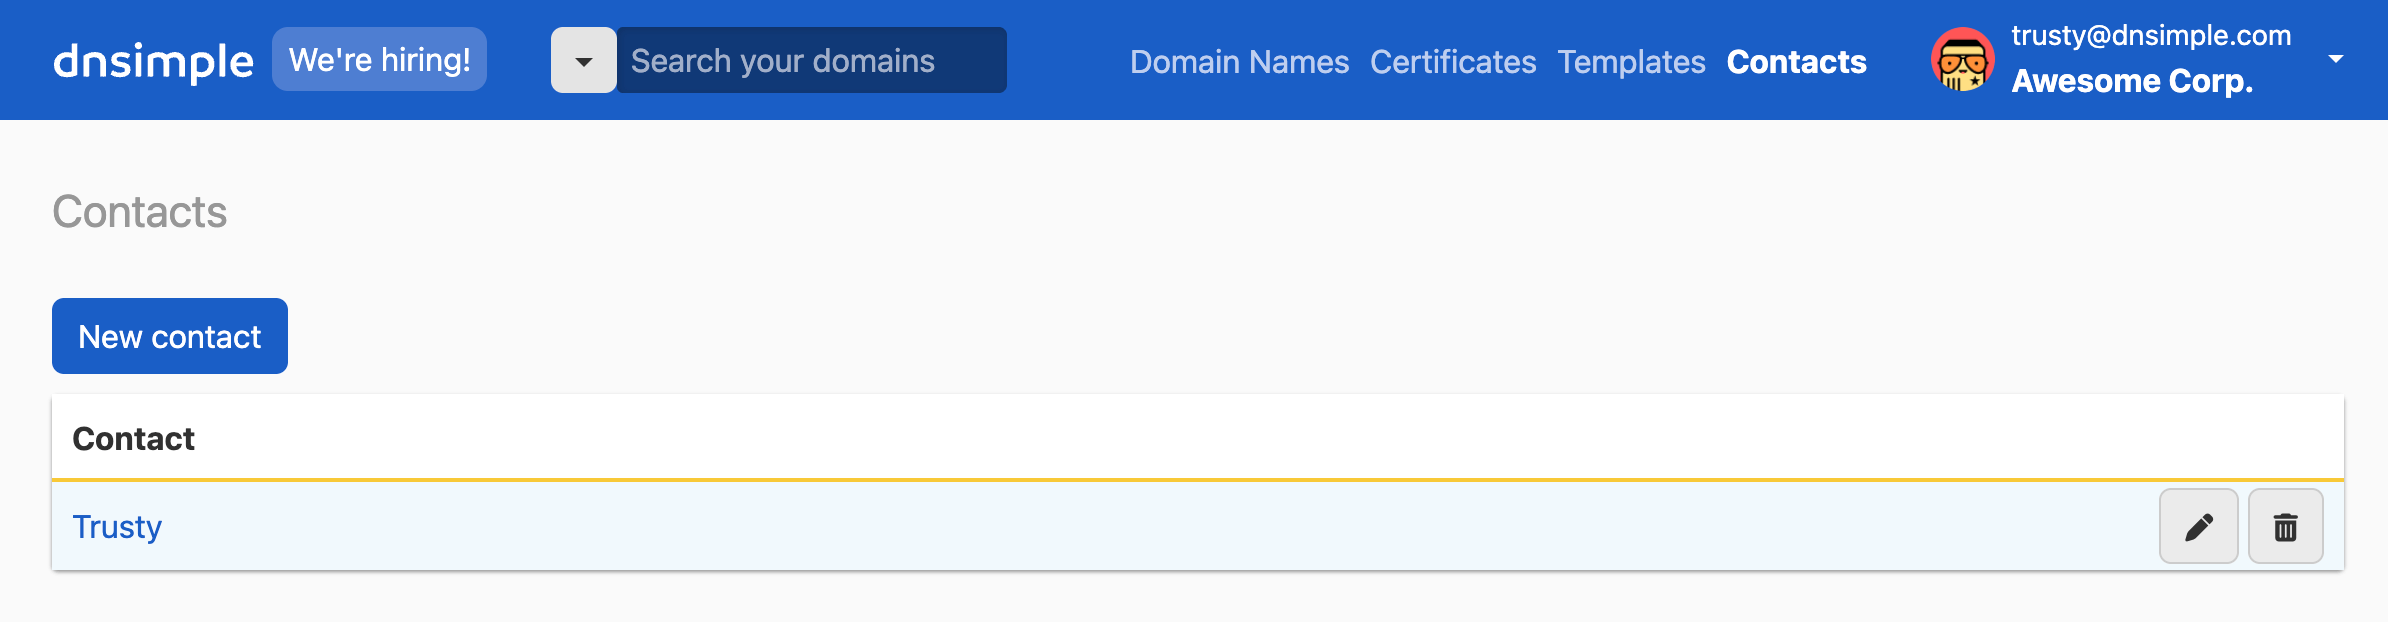 dnsimple We're hiring! Search your domains Domain Names Certificates Templates Contacts trusty@dnsimple.com
Awesome Corp.
Contacts
New contact
Contact
Trusty